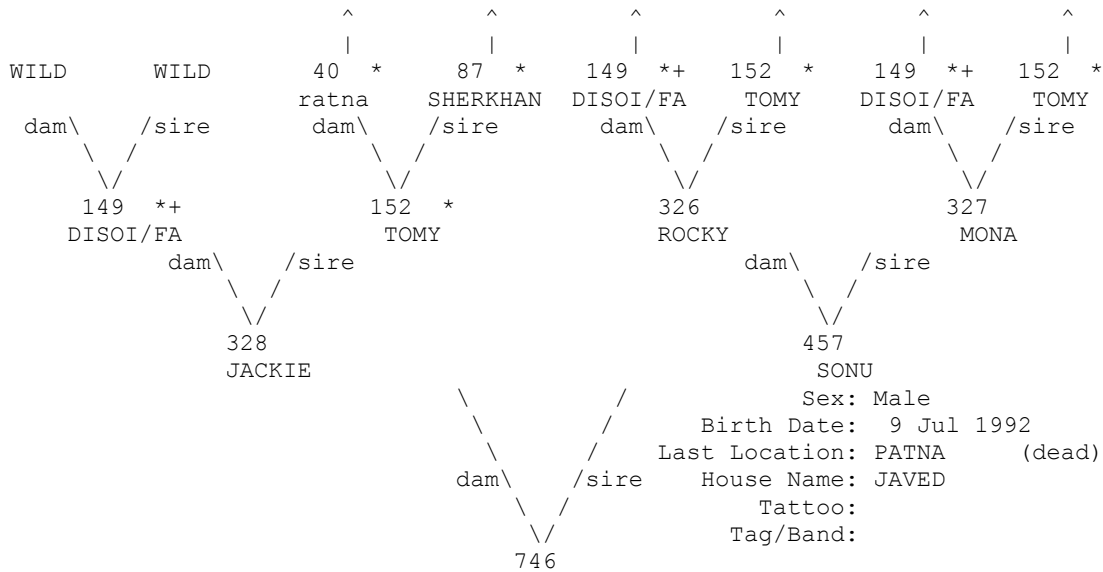 ^ ^ ^ ^ ^ ^
| | | | | |
WILD WILD 40 * 87 * 149 *+ 152 * 149 *+ 152 *
ratna SHERKHAN DISOI/FA TOMY DISOI/FA TOMY
dam\ /sire dam\ /sire dam\ /sire dam\ /sire
\ / \ / \ / \ /
\/ \/ \/ \/
149 *+ 152 * 326 327
DISOI/FA TOMY ROCKY MONA
dam\ /sire dam\ /sire
\ / \ /
\/ \/
328 457
JACKIE SONU
\ / Sex: Male
\ / Birth Date: 9 Jul 1992
\ / Last Location: PATNA (dead)
dam\ /sire House Name: JAVED
\ / Tattoo:
\/ Tag/Band:
746